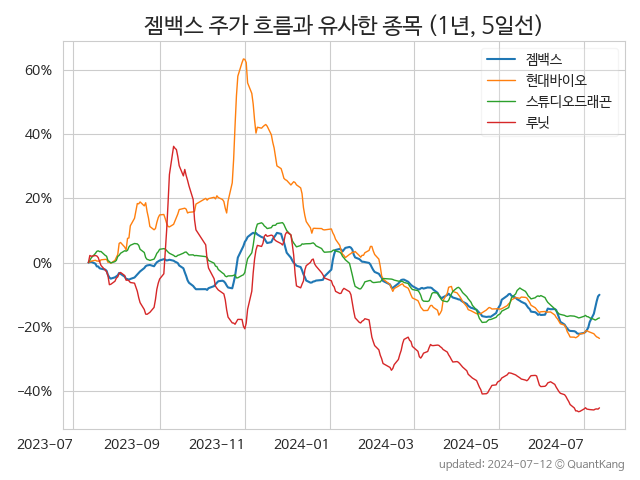 젬백스 주가 흐름과 유사한 종목 (1년, 5일선)
젬백스
현대바이오
스튜디오드래곤
루닛
60%
40%
20%
0%
−20%
−40%
2023-07
2023-09
2023-11
2024-01
2024-03
2024-05
2024-07
updated: 2024-07-12 © QuantKang